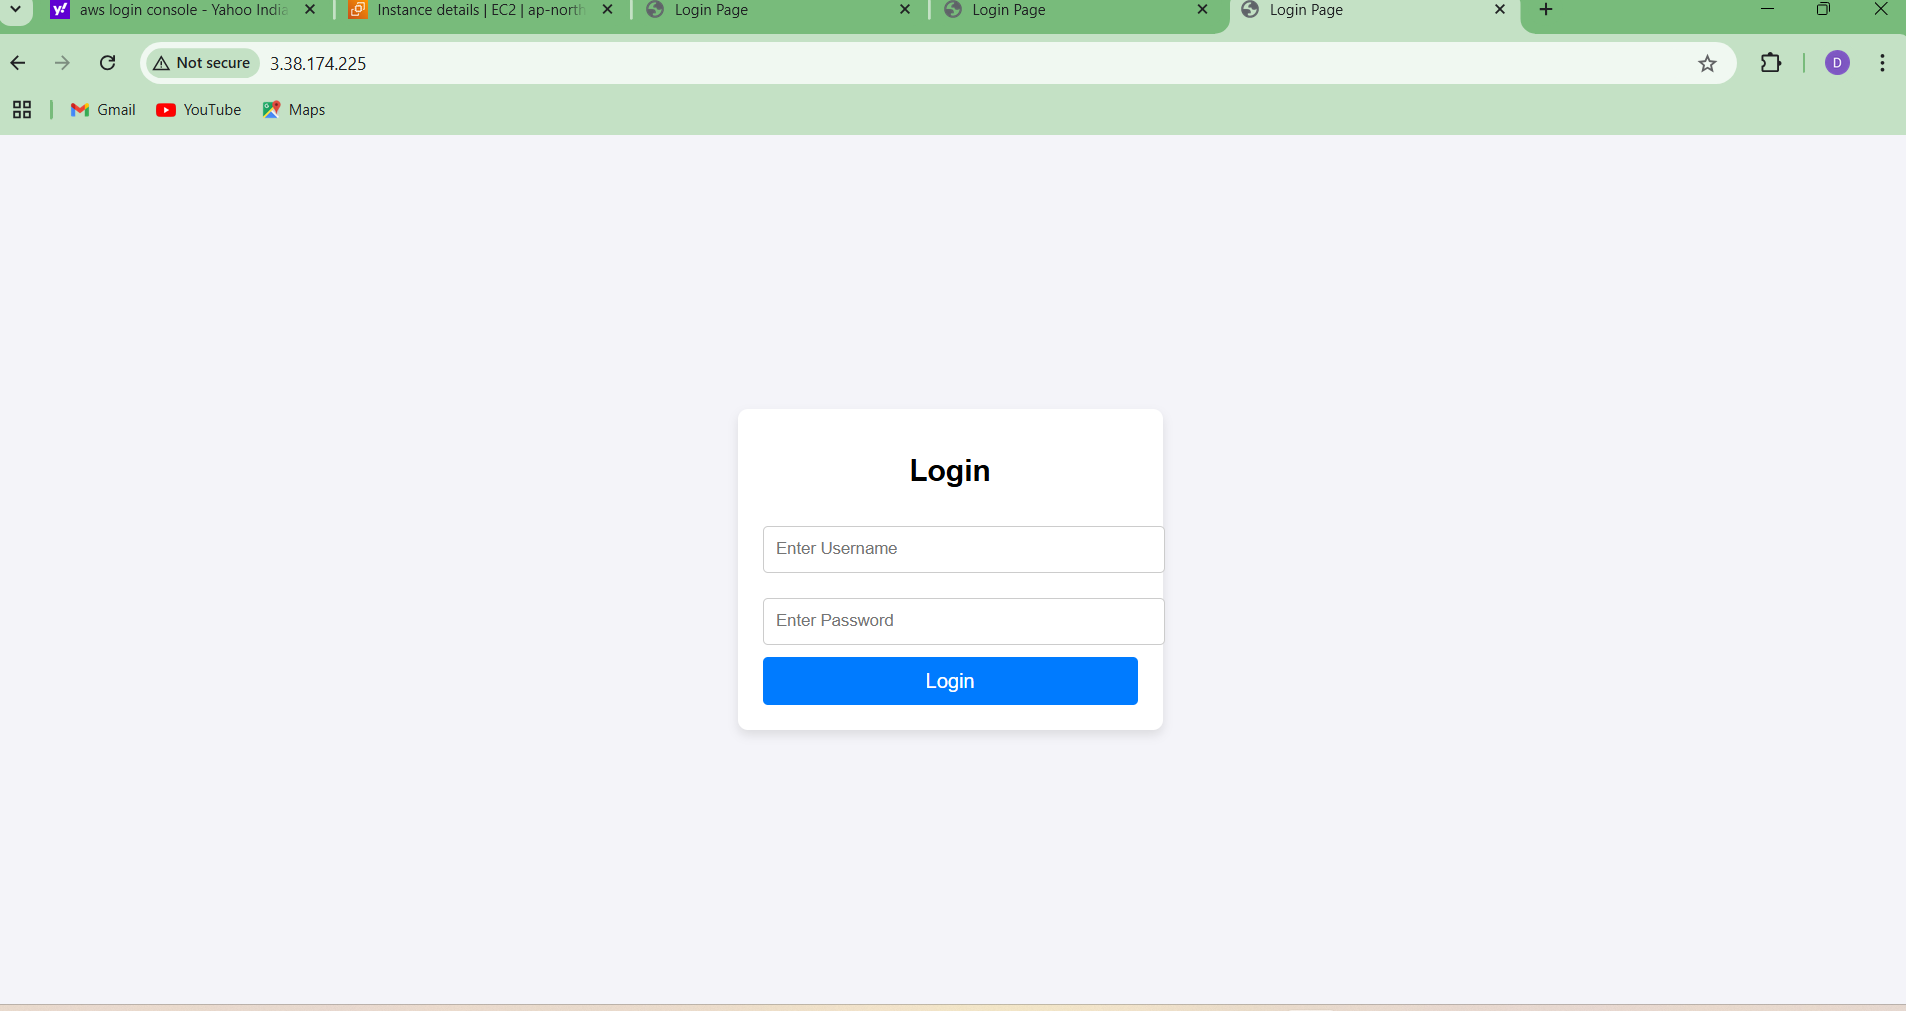 aws login console - Yahoo India
Instance details | EC2 | ap-north
Login Page
Login Page
Login Page
Not secure
3.38.174.225
D
Gmail
YouTube
Maps
Login
Enter Username
Enter Password
Login